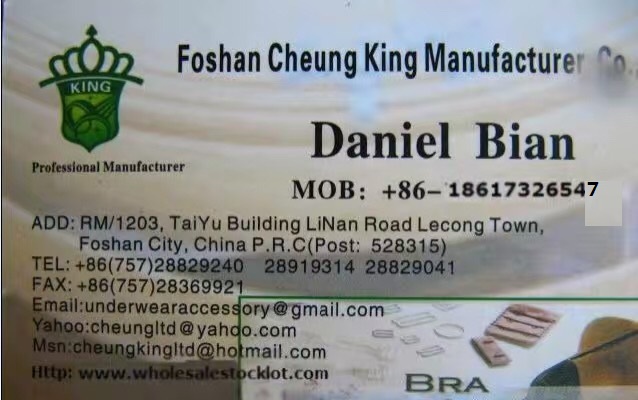 KING
Foshan Cheung King Manufacturer Co.,
Daniel Bian
Professional Manufacturer
MOB: +86-18617326547
ADD: RM/1203, TaiYu Building LiNan Road Lecong Town,
Foshan City, China P.R.C(Post: 528315)
TEL: +86(757)28829240 28919314 28829041
FAX: +86(757)28369921
Email:underwearaccessory@gmail.com
Yahoo:cheungltd@yahoo.com
Msn:cheungkingltd@hotmail.com
Http: www.wholesalestocklot.com
BRA